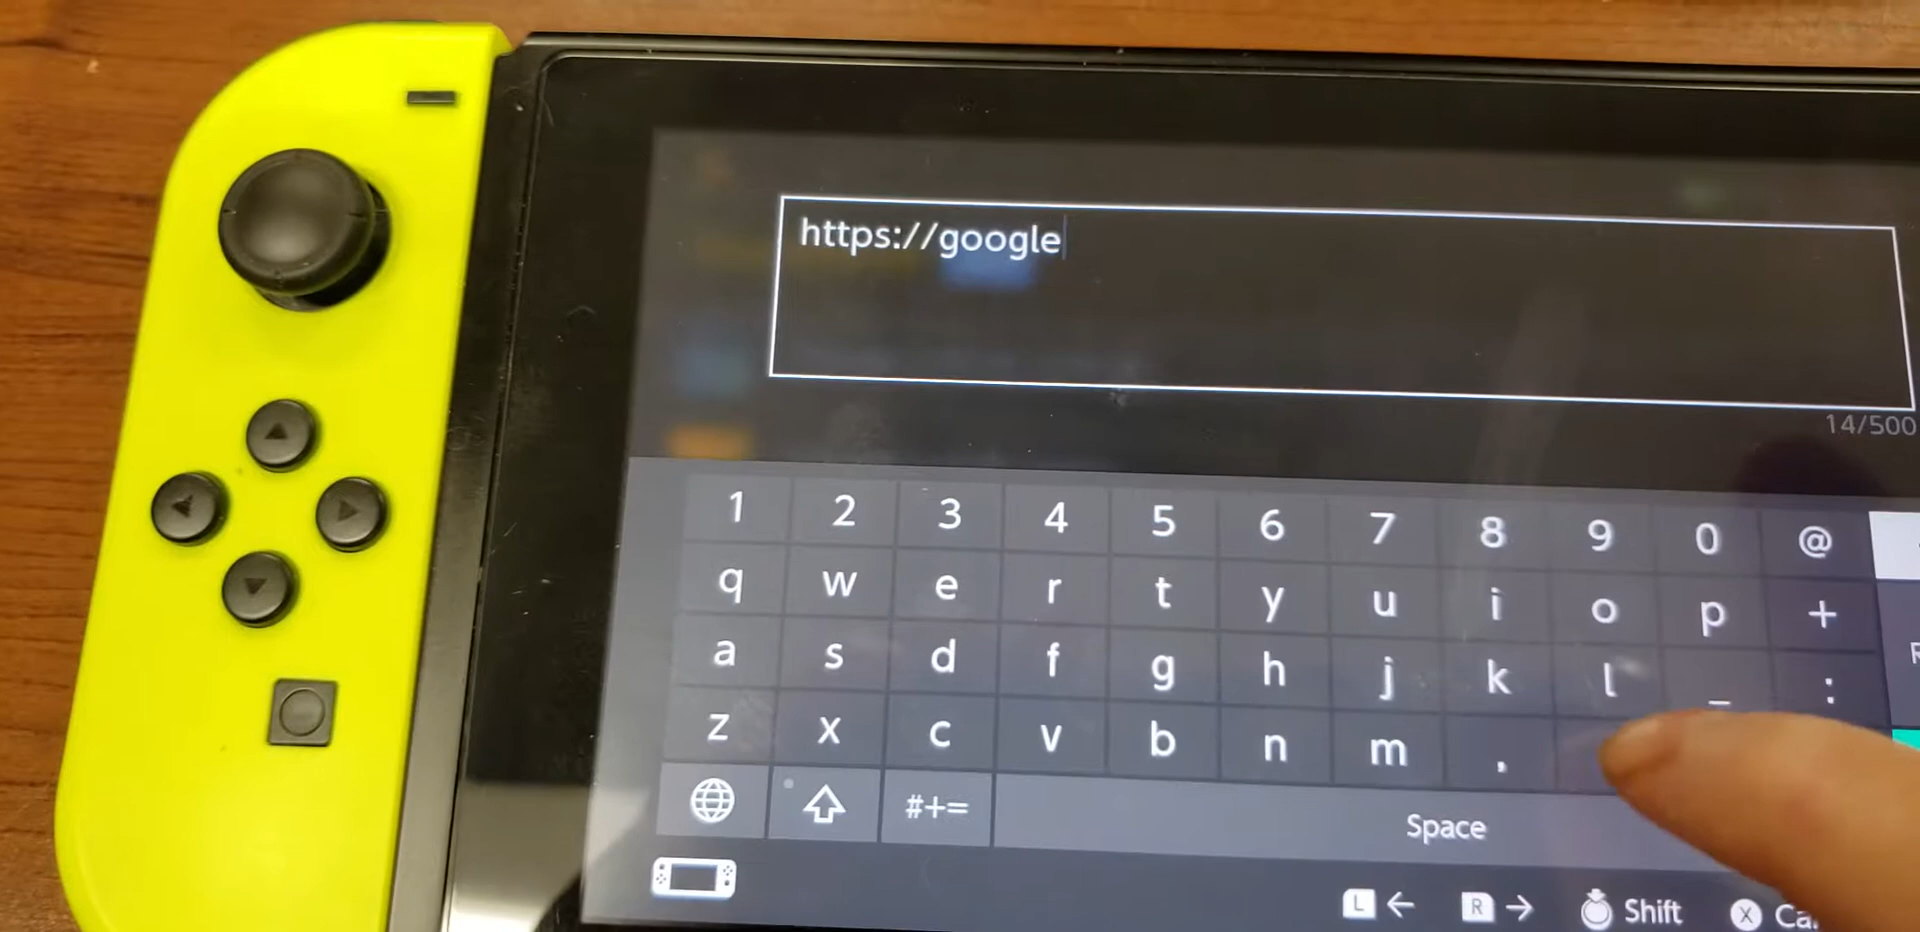 https://google
14/500
1 2 3 4 5 6 7 8 9 0 @
q w e r t y u i o p +
a s d f g h j k l _ :
z x c v b n m ,
#+= Space
L ← R → Shift X